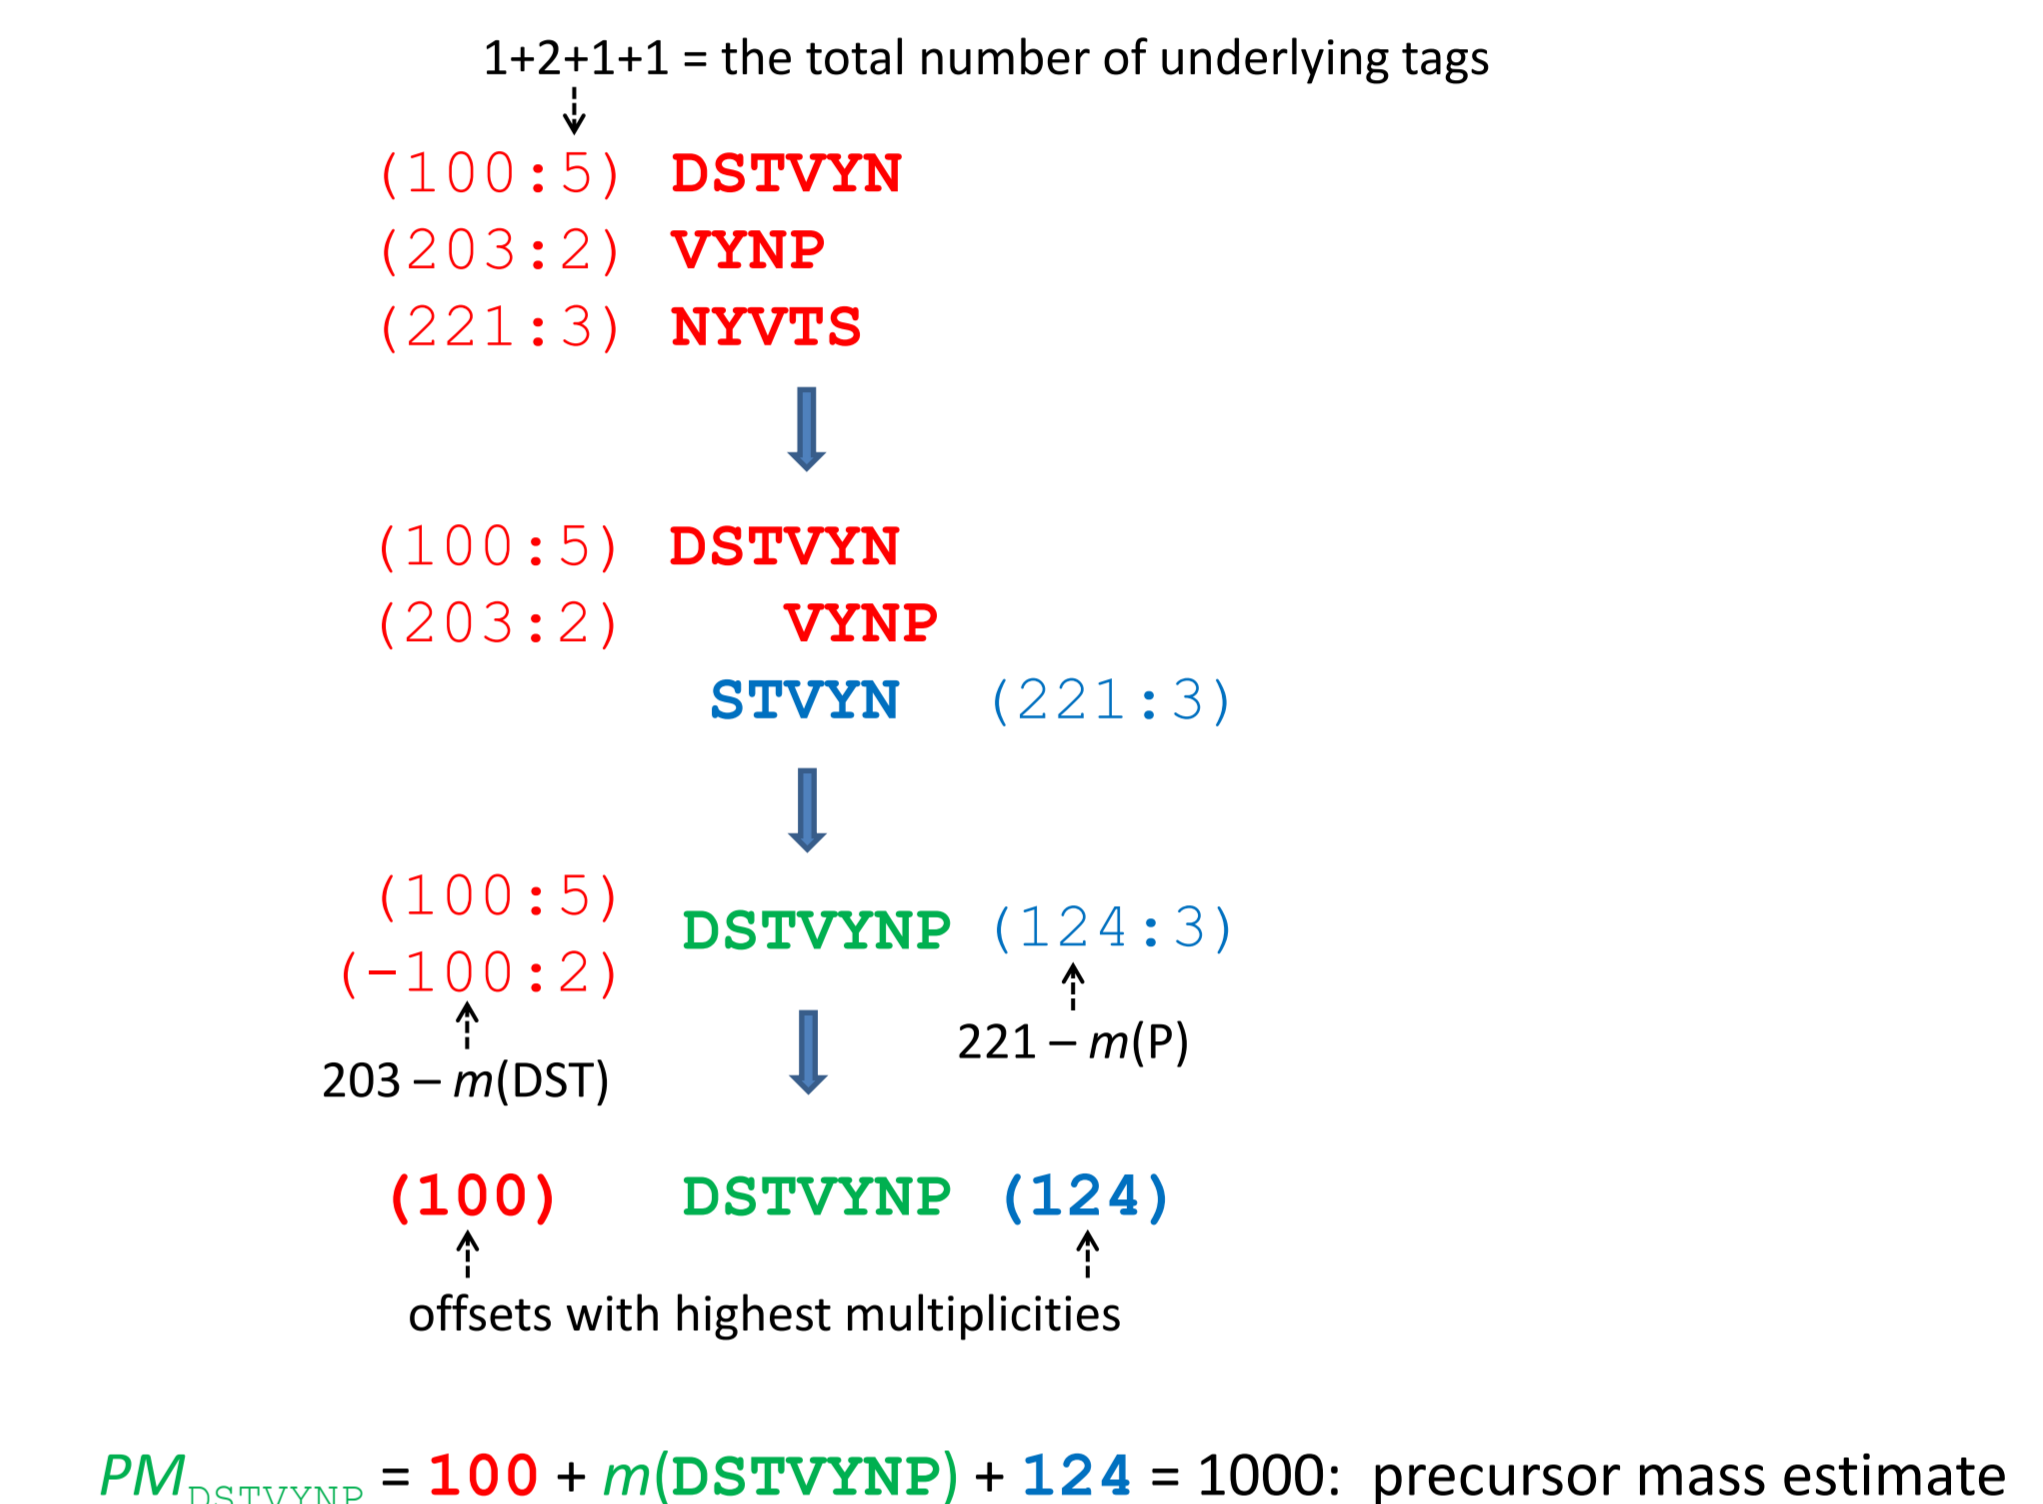 1+2+1+1 = the total number of underlying tags
(100:5) DSTVYN
(203:2) VYNP
(221:3) NYVTS
(100:5) DSTVYN
(203:2) VYNP
STVYN (221:3)
(100:5)
DSTVYNP (124:3)
(-100:2)
221 – m(P)
203 – m(DST)
(100) DSTVYNP (124)
offsets with highest multiplicities
PM DSTVYNP = 100 + m(DSTVYNP) + 124 = 1000: precursor mass estimate